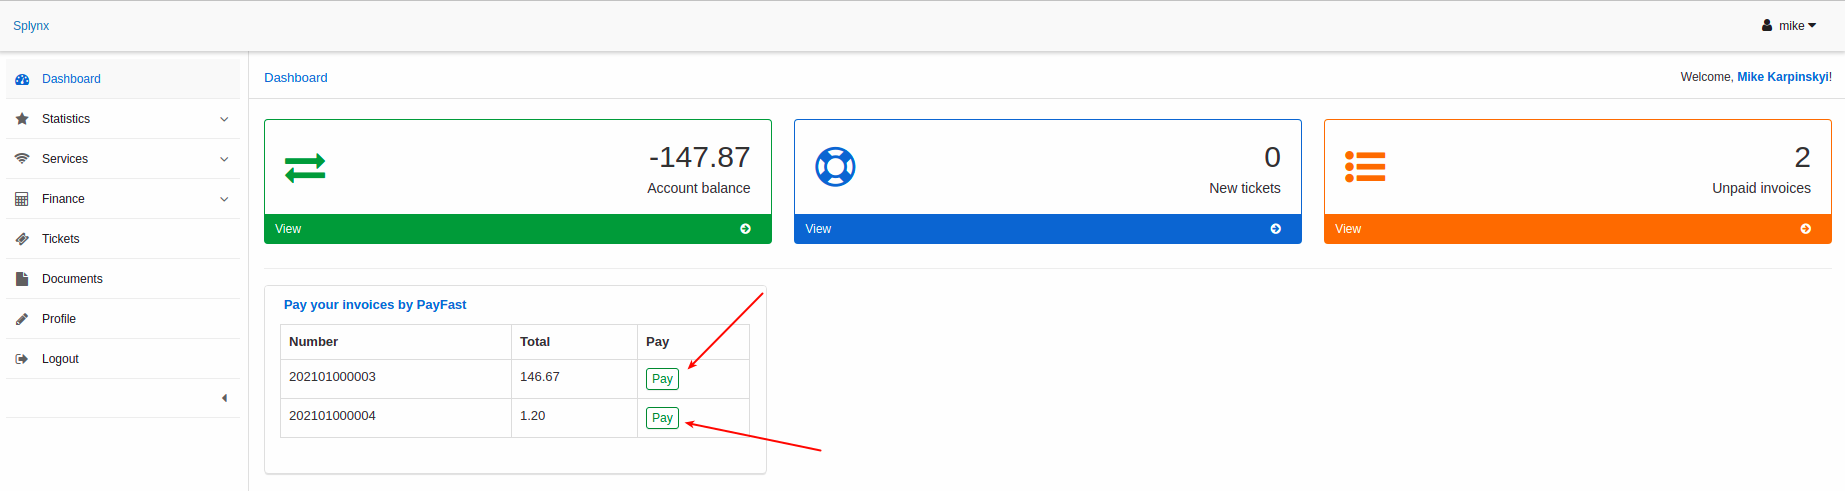 Splynx
mike
Dashboard
Statistics
Services
Finance
Tickets
Documents
Profile
Logout
Dashboard
Welcome, Mike Karpinskyi!
-147.87
Account balance
View
0
New tickets
View
2
Unpaid invoices
View
Pay your invoices by PayFast
Number Total Pay
202101000003 146.67 Pay
202101000004 1.20 Pay